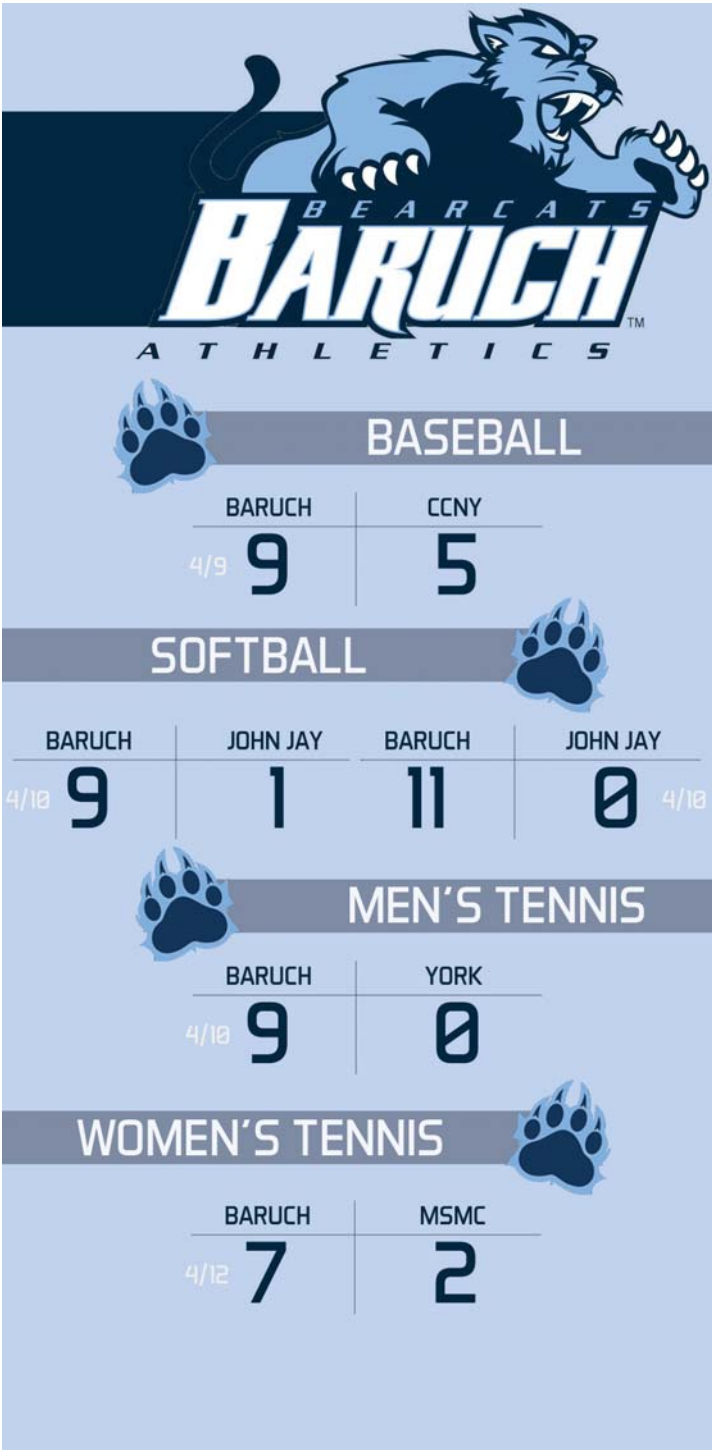 BEARCATS
BARUCH
TM
ATHLETICS
BASEBALL
BARUCH CCNY
4/9 9 5
SOFTBALL
BARUCH JOHN JAY BARUCH JOHN JAY
4/10 9 1 11 0 4/10
MEN'S TENNIS
BARUCH YORK
4/10 9 0
WOMEN'S TENNIS
BARUCH MSMC
4/12 7 2